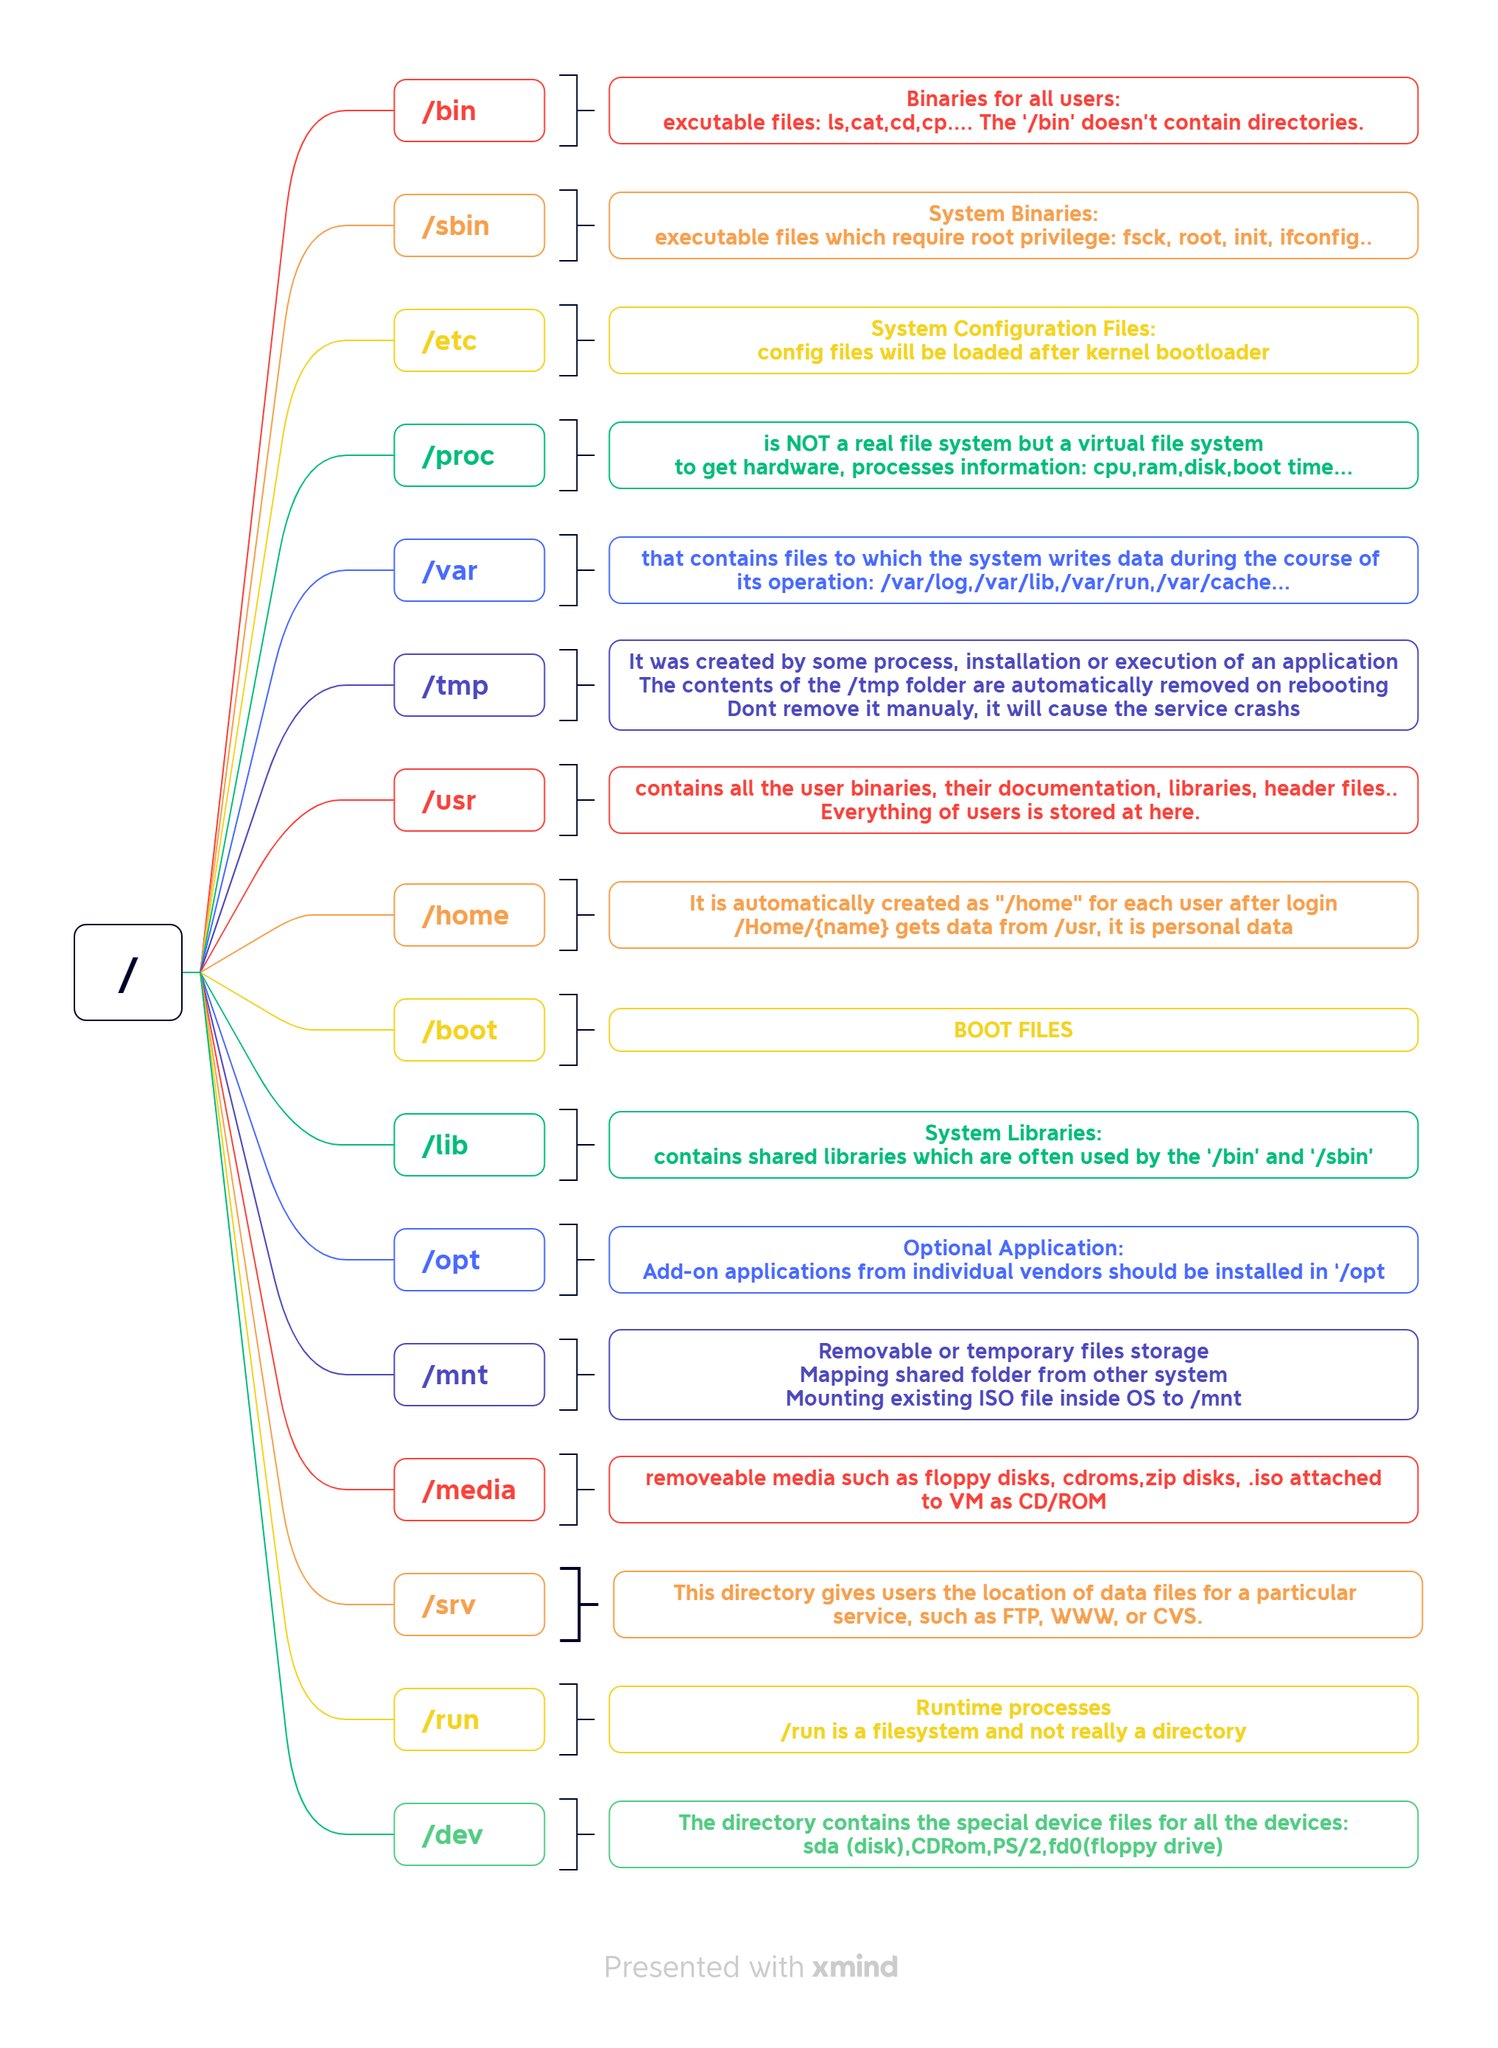 /
/bin
Binaries for all users:
excutable files: ls,cat,cd,cp.... The '/bin' doesn't contain directories.
/sbin
System Binaries:
executable files which require root privilege: fsck, root, init, ifconfig..
/etc
System Configuration Files:
config files will be loaded after kernel bootloader
/proc
is NOT a real file system but a virtual file system
to get hardware, processes information: cpu,ram,disk,boot time...
/var
that contains files to which the system writes data during the course of
its operation: /var/log,/var/lib,/var/run,/var/cache...
/tmp
It was created by some process, installation or execution of an application
The contents of the /tmp folder are automatically removed on rebooting
Dont remove it manualy, it will cause the service crashs
/usr
contains all the user binaries, their documentation, libraries, header files..
Everything of users is stored at here.
/home
It is automatically created as "/home" for each user after login
/Home/{name} gets data from /usr, it is personal data
/boot
BOOT FILES
/lib
System Libraries:
contains shared libraries which are often used by the '/bin' and '/sbin'
/opt
Optional Application:
Add-on applications from individual vendors should be installed in '/opt
/mnt
Removable or temporary files storage
Mapping shared folder from other system
Mounting existing ISO file inside OS to /mnt
/media
removeable media such as floppy disks, cdroms,zip disks, .iso attached
to VM as CD/ROM
/srv
This directory gives users the location of data files for a particular
service, such as FTP, WWW, or CVS.
/run
Runtime processes
/run is a filesystem and not really a directory
/dev
The directory contains the special device files for all the devices:
sda (disk),CDRom,PS/2,fd0(floppy drive)
Presented with xmind